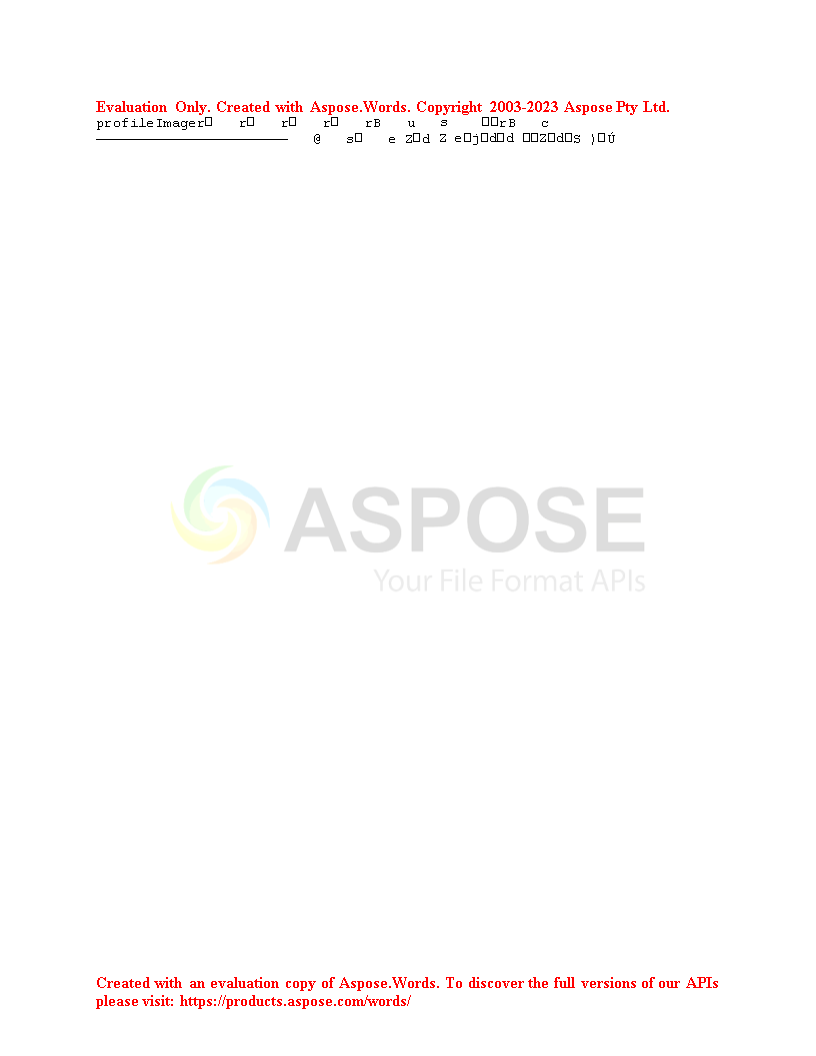 Evaluation Only. Created with Aspose.Words. Copyright 2003-2023 Aspose Pty Ltd.
profileImager□ r□ r□ r□ rB u s □□rB c
@ s□ e Z□d Z e□j□d□d □□Z□d□S )□Ú
ASPOSE
Your File Format APIs
Created with an evaluation copy of Aspose.Words. To discover the full versions of our APIs
please visit: https://products.aspose.com/words/